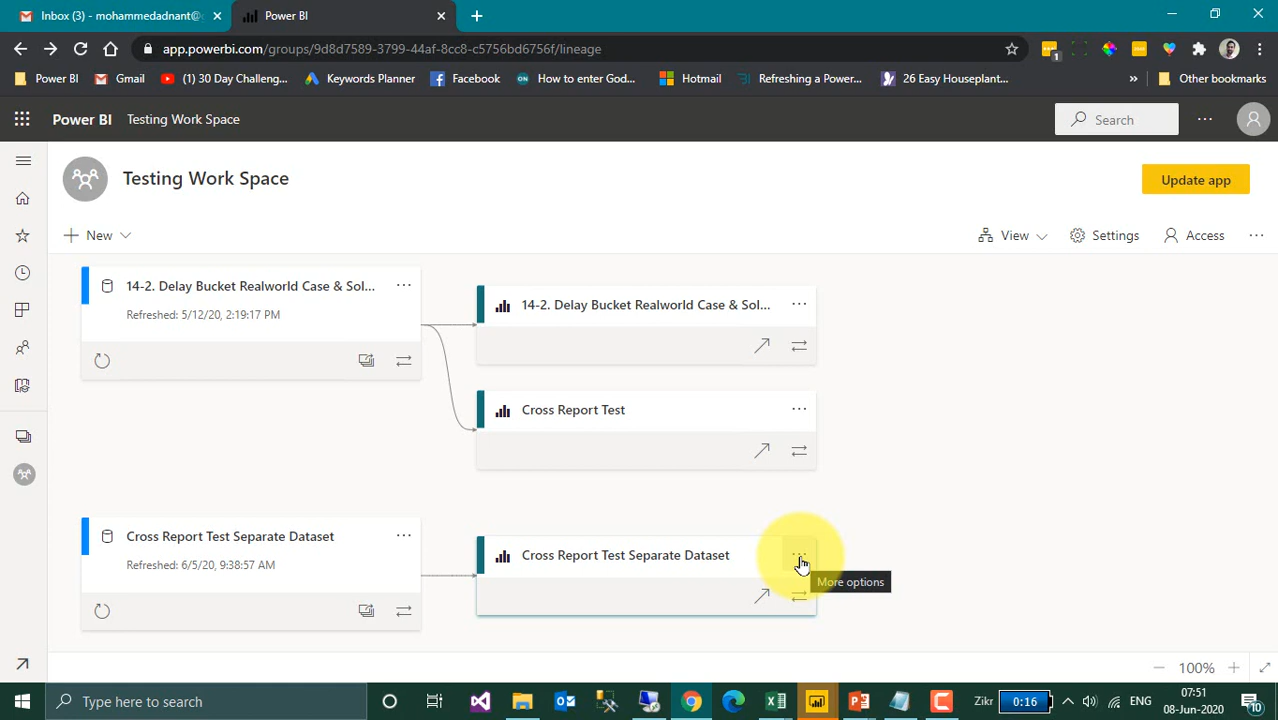 Inbox (3) - mohammedadnant@
Power BI
app.powerbi.com/groups/9d8d7589-3799-44af-8cc8-c5756bd6756f/lineage
1
Power BI
Gmail
(1) 30 Day Challeng...
Keywords Planner
Facebook
ON
How to enter God...
Hotmail
Refreshing a Powe...
26 Easy Houseplant...
Other bookmarks
Power BI
Testing Work Space
Search
Testing Work Space
Update app
New
View
Settings
Access
14-2. Delay Bucket Realworld Case & Sol...
Refreshed: 5/12/20, 2:19:17 PM
14-2. Delay Bucket Realworld Case & Sol...
Cross Report Test
Cross Report Test Separate Dataset
Refreshed: 6/5/20, 9:38:57 AM
Cross Report Test Separate Dataset
More options
100%
Type here to search
Zikr
0:16
ENG
07:51
08-Jun-2020
10